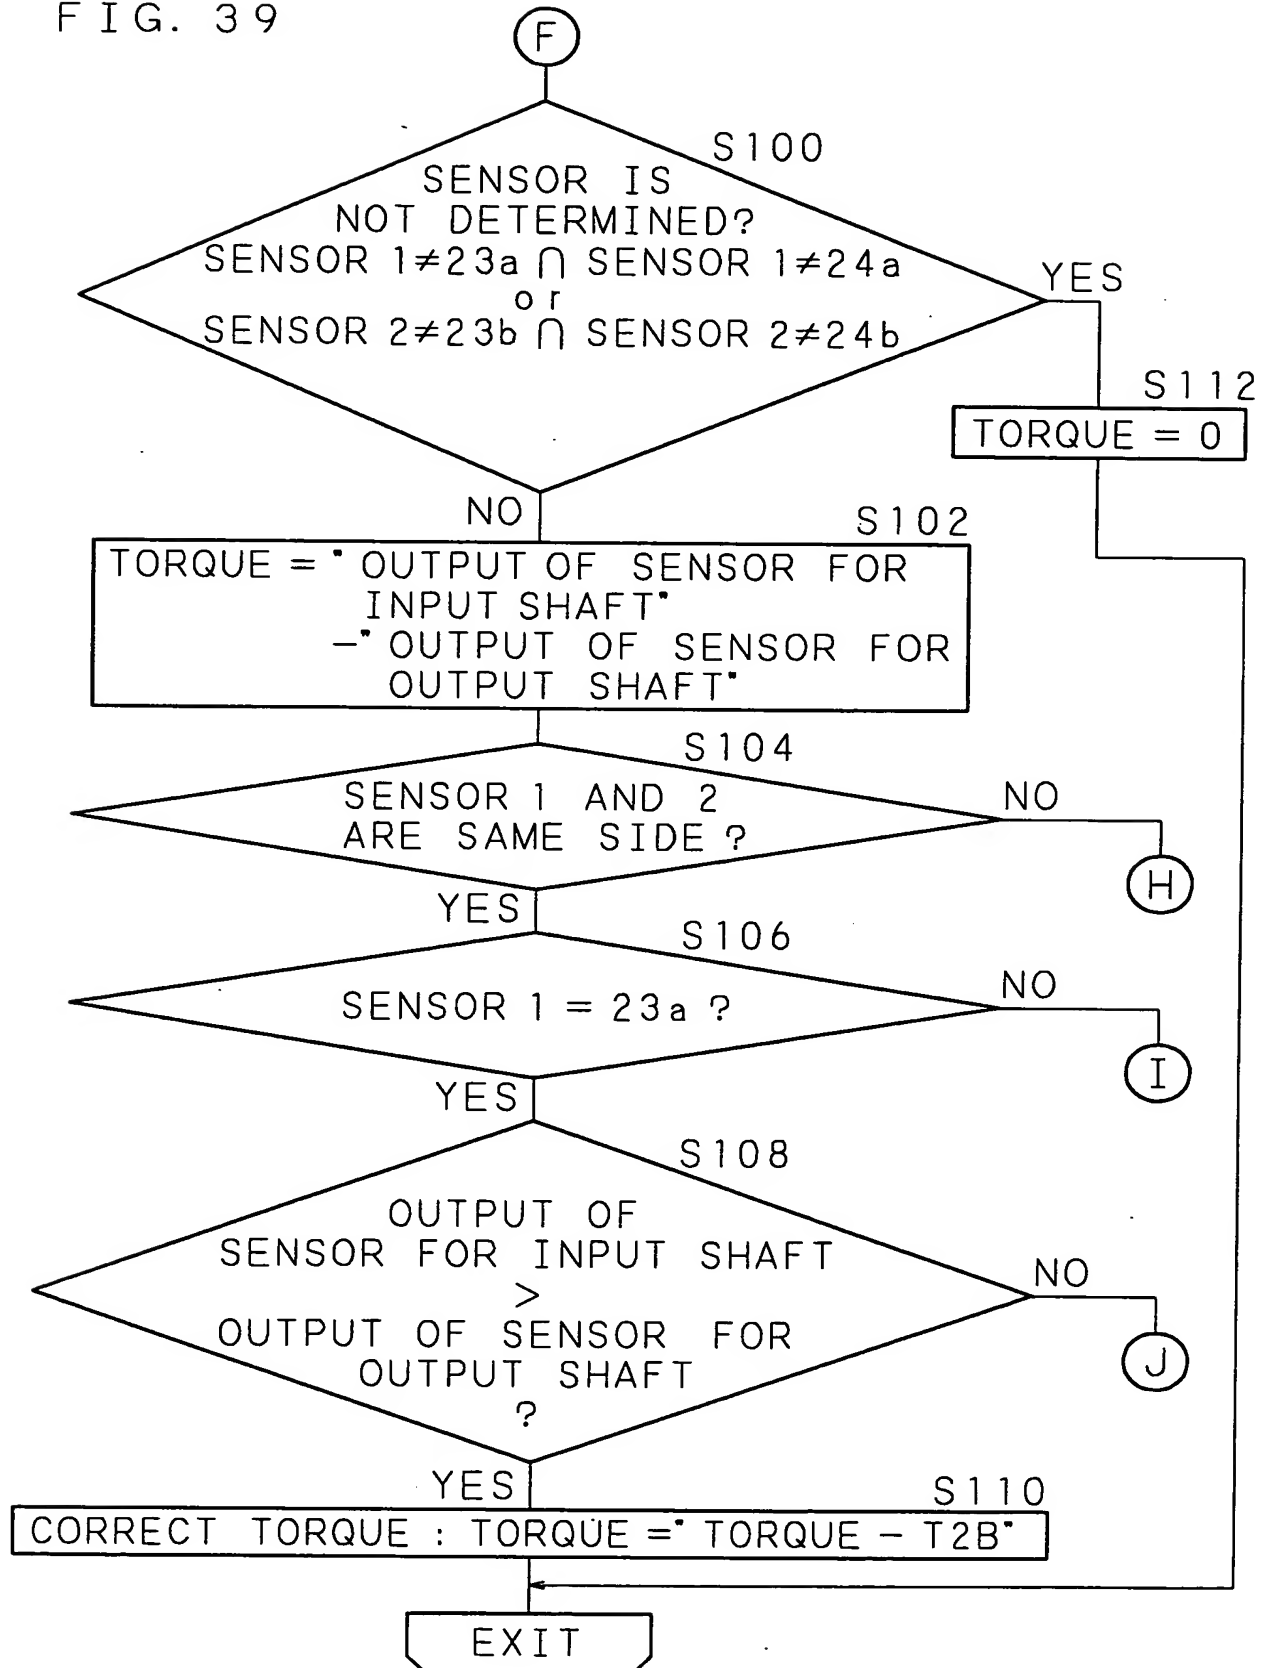 FIG. 39
F
S100
SENSOR IS
NOT DETERMINED?
SENSOR 1≠23a ∩ SENSOR 1≠24a
or
SENSOR 2≠23b ∩ SENSOR 2≠24b
YES
S112
TORQUE = 0
NO
S102
TORQUE = " OUTPUT OF SENSOR FOR
INPUT SHAFT"
−" OUTPUT OF SENSOR FOR
OUTPUT SHAFT"
S104
SENSOR 1 AND 2
ARE SAME SIDE ?
NO
H
YES
S106
SENSOR 1 = 23a ?
NO
I
YES
S108
OUTPUT OF
SENSOR FOR INPUT SHAFT
>
OUTPUT OF SENSOR FOR
OUTPUT SHAFT
?
NO
J
YES
S110
CORRECT TORQUE : TORQUE =" TORQUE − T2B"
EXIT